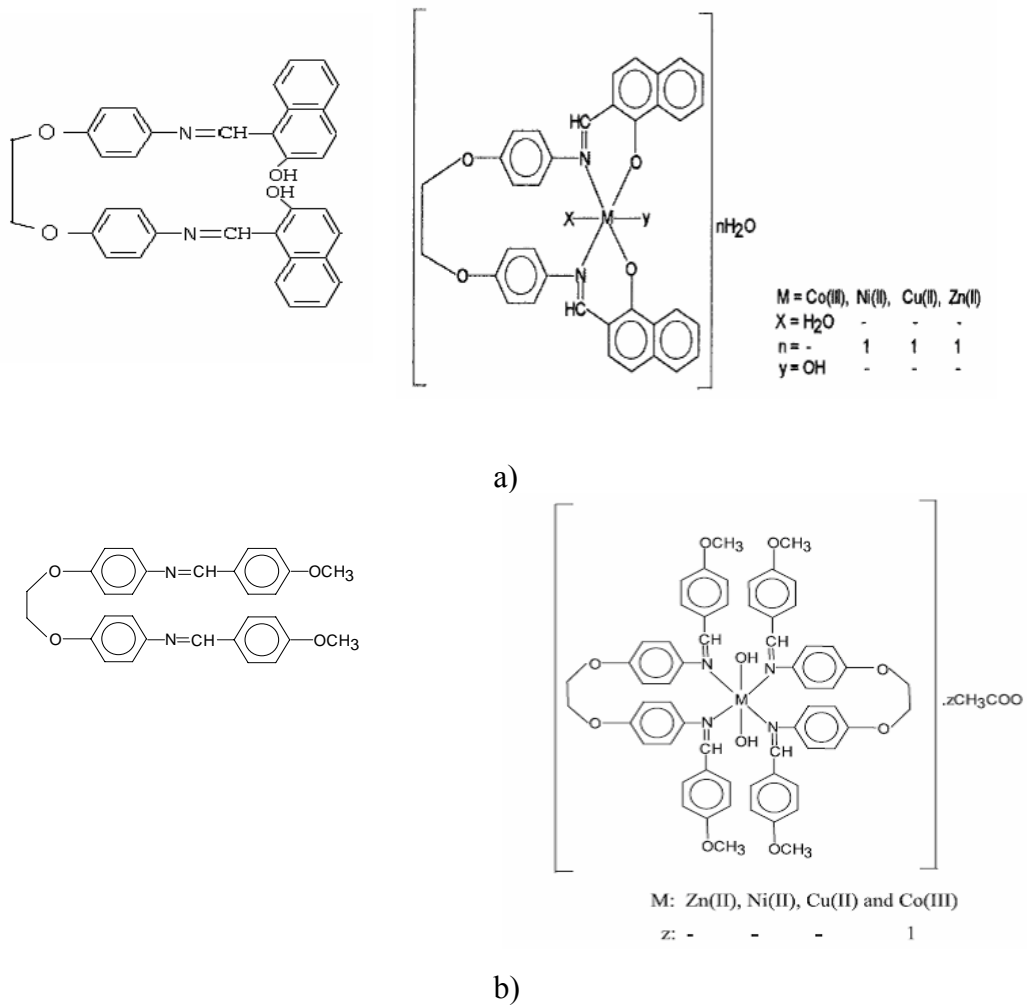 O
N=CH
OH
OH
O
N=CH
HC
O
N
O
X
M
y
nH2O
O
N
O
HC
M = Co(III), Ni(II), Cu(II), Zn(II)
X = H2O - - -
n = - 1 1 1
y = OH - - -
a)
O
N=CH
OCH3
O
N=CH
OCH3
OCH3
OCH3
CH
CH
O
N
OH
N
O
M
.zCH3COO
O
N
OH
N
O
CH
CH
OCH3
OCH3
M: Zn(II), Ni(II), Cu(II) and Co(III)
z: - - - 1
b)